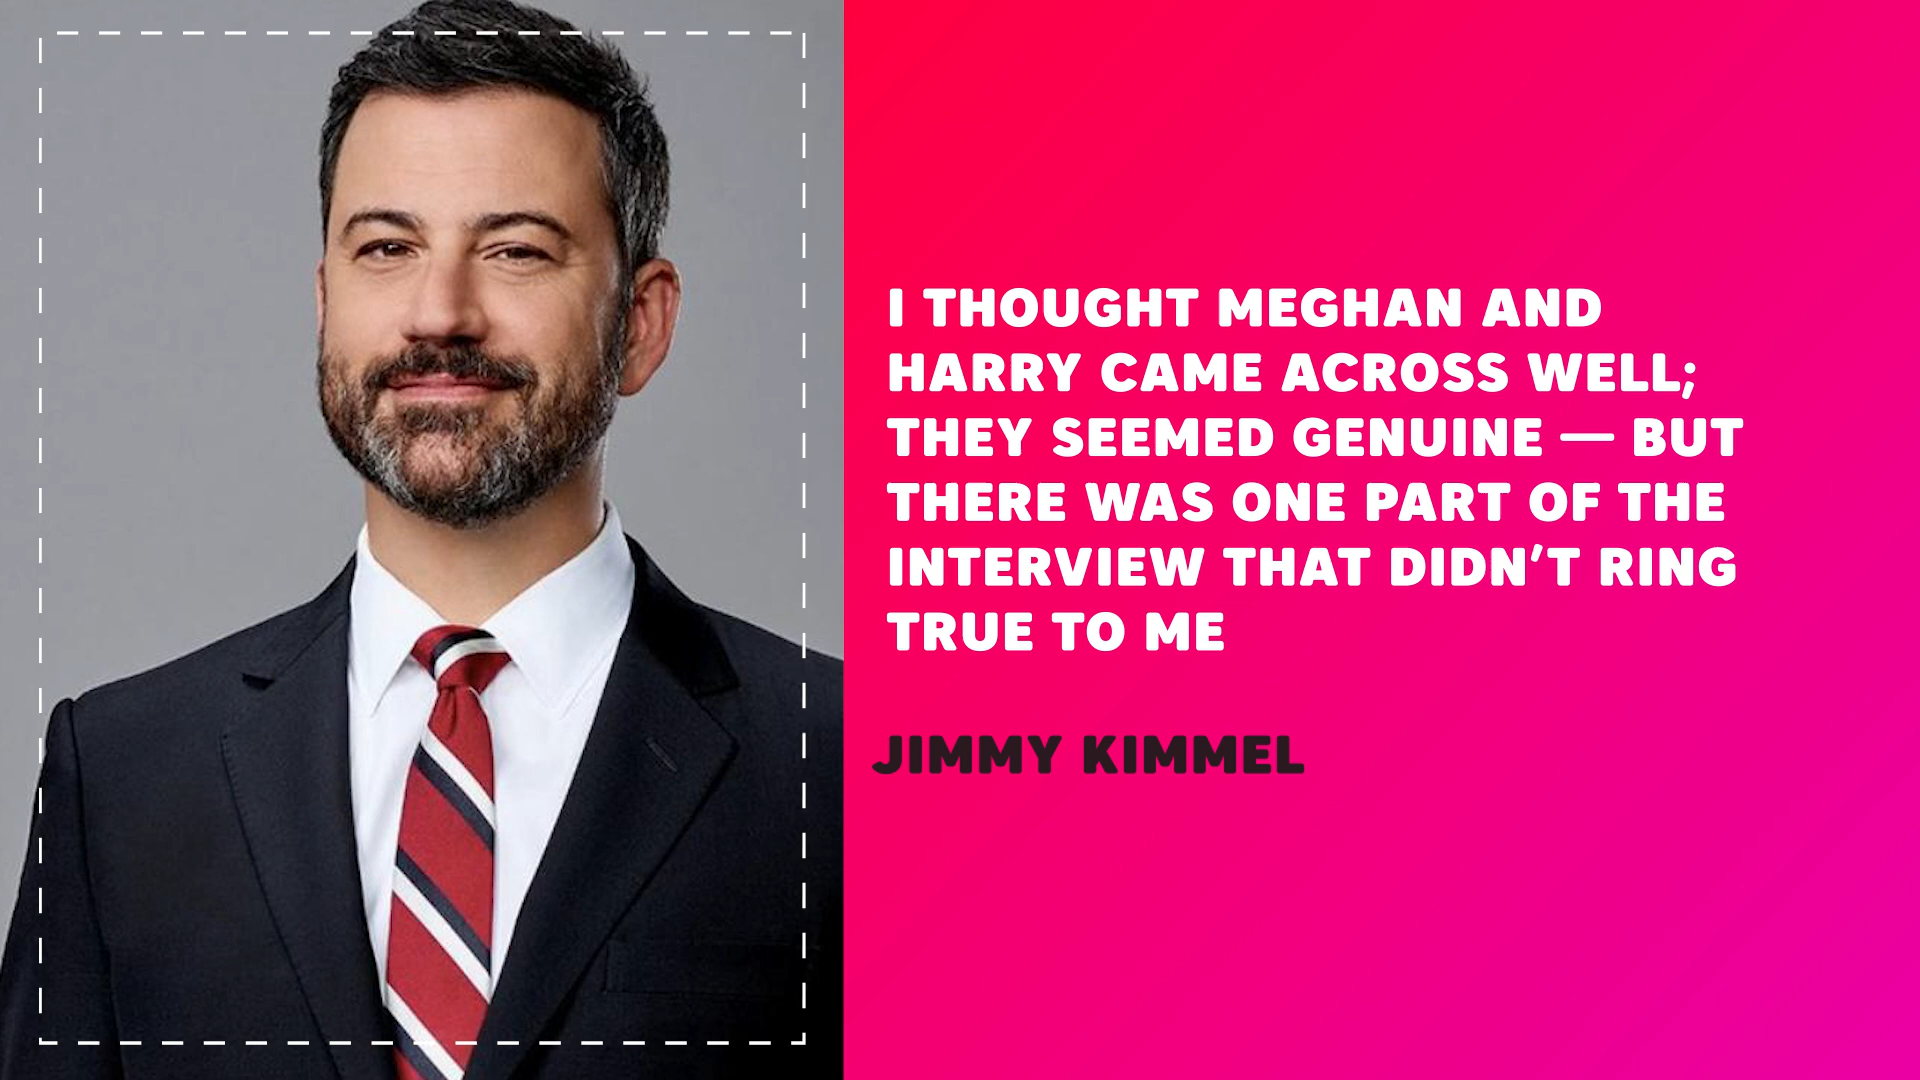 I THOUGHT MEGHAN AND
HARRY CAME ACROSS WELL;
THEY SEEMED GENUINE — BUT
THERE WAS ONE PART OF THE
INTERVIEW THAT DIDN’T RING
TRUE TO ME
JIMMY KIMMEL